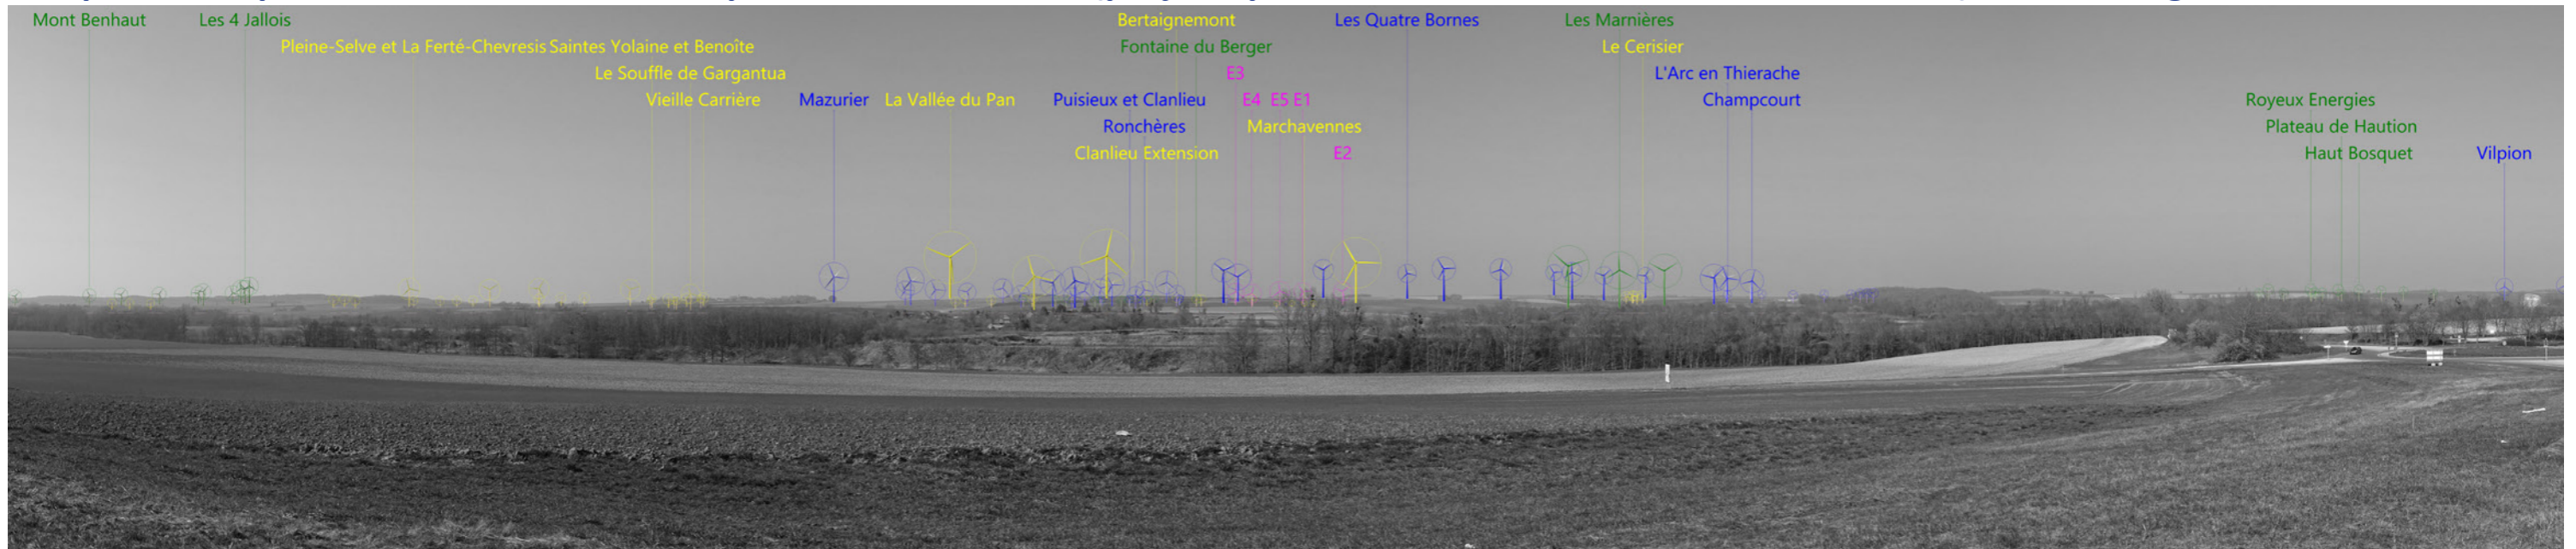 Mont Benhaut Les 4 Jallois Bertaignemont Les Quatre Bornes Les Marnières
Pleine-Selve et La Ferté-Chevresis Saintes Yolaine et Benoîte Fontaine du Berger Le Cerisier
Le Souffle de Gargantua E3 L'Arc en Thierache
Vieille Carrière Mazurier La Vallée du Pan Puisieux et Clanlieu E4 E5 E1 Champcourt Royeux Energies
Ronchères Marchavennes Plateau de Haution
Clanlieu Extension E2 Haut Bosquet Vilpion